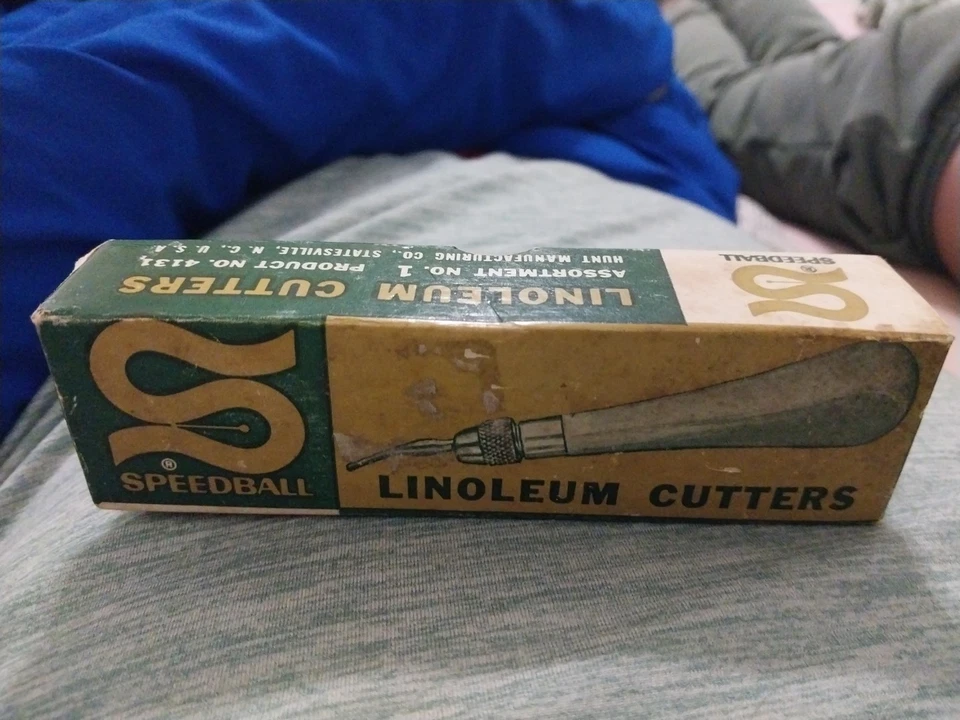 SPEEDBALL
LINOLEUM CUTTERS
ASSORTMENT NO. 1 PRODUCT NO. 4131
HUNT MANUFACTURING CO., STATESVILLE, N. C., U. S. A.
®
SPEEDBALL
LINOLEUM CUTTERS
®